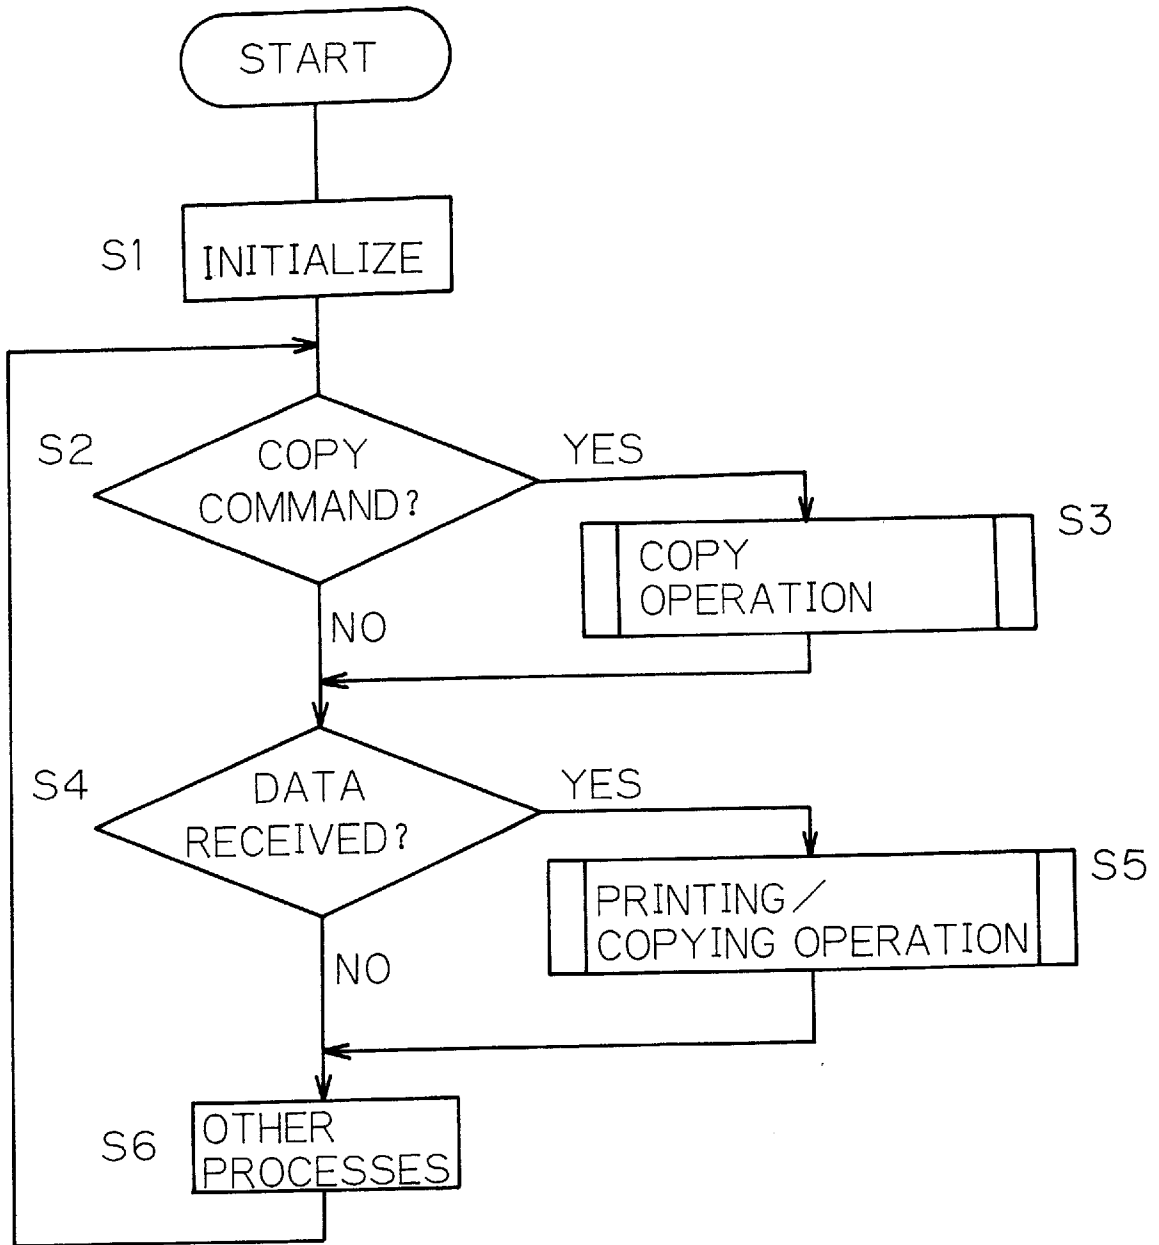 START
S1
INITIALIZE
S2
COPY
COMMAND?
YES
S3
COPY
OPERATION
NO
S4
DATA
RECEIVED?
YES
S5
PRINTING/
COPYING OPERATION
NO
S6
OTHER
PROCESSES